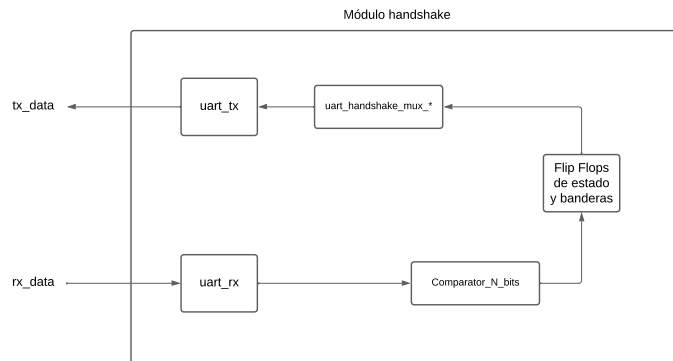 Módulo handshake
tx_data
uart_tx
uart_handshake_mux_*
Flip Flops
de estado
y banderas
rx_data
uart_rx
Comparator_N_bits